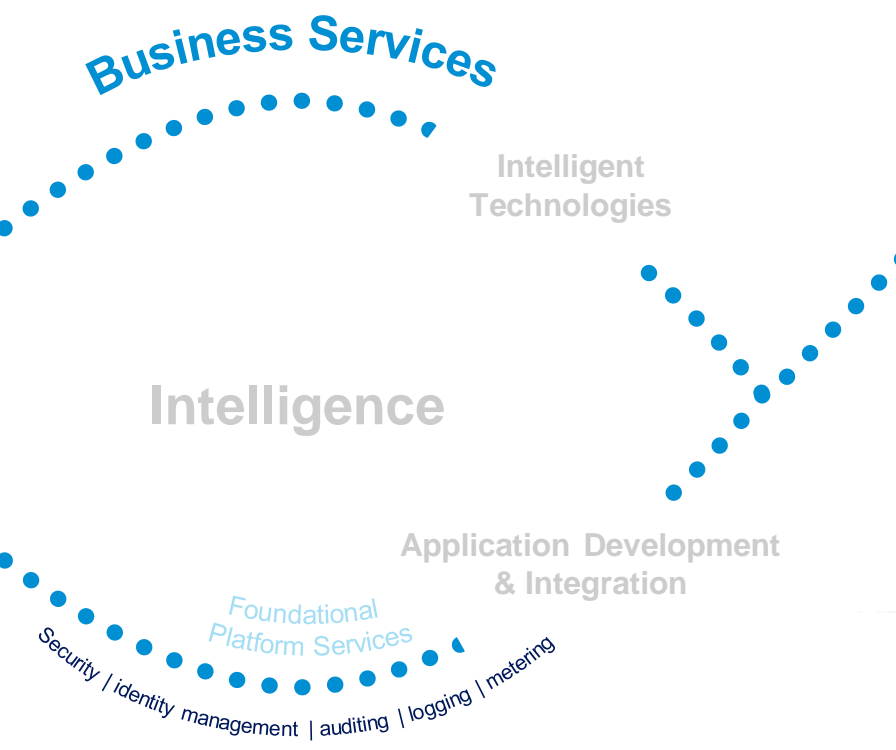 Business Services
Intelligent
Technologies
Intelligence
Application Development
& Integration
Foundational
Platform Services
Security | identity management | auditing | logging | metering